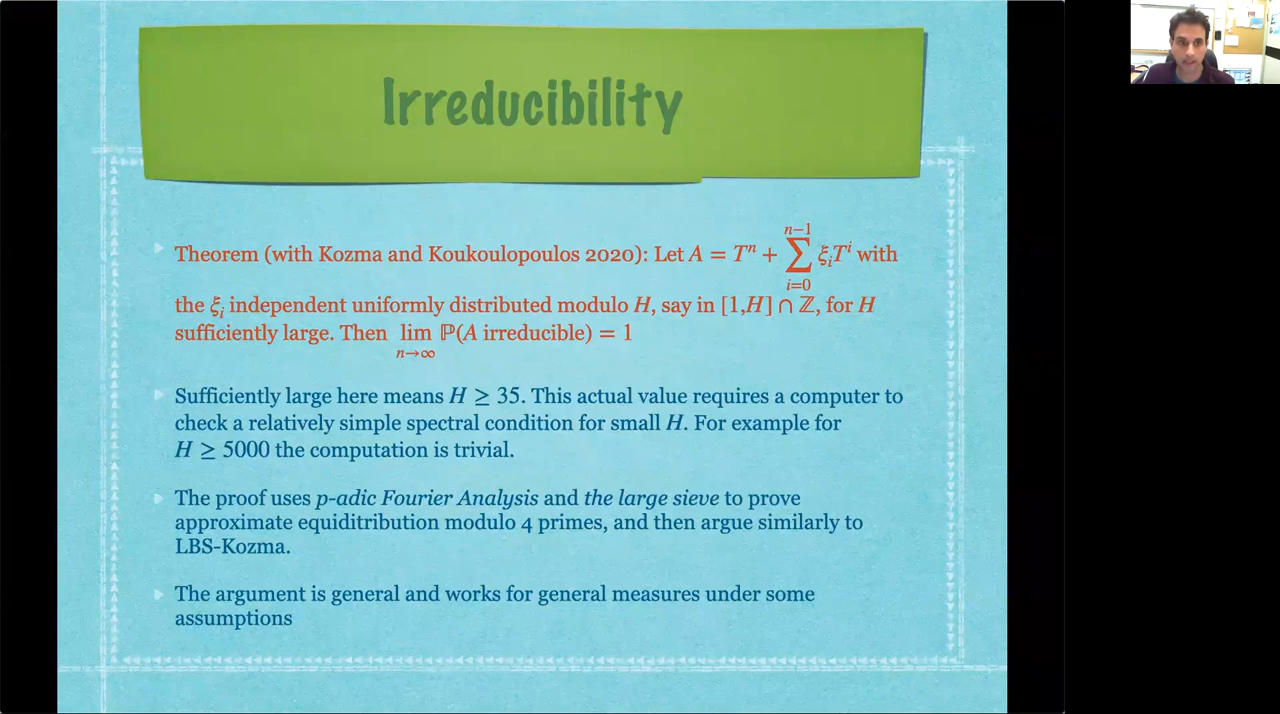 Irreducibility
Theorem (with Kozma and Koukoulopoulos 2020): Let A = Tⁿ + ∑_{i=0}^{n−1} ξᵢTⁱ with
the ξᵢ independent uniformly distributed modulo H, say in [1,H] ∩ ℤ, for H
sufficiently large. Then lim_{n→∞} ℙ(A irreducible) = 1
Sufficiently large here means H ≥ 35. This actual value requires a computer to
check a relatively simple spectral condition for small H. For example for
H ≥ 5000 the computation is trivial.
The proof uses p-adic Fourier Analysis and the large sieve to prove
approximate equiditribution modulo 4 primes, and then argue similarly to
LBS-Kozma.
The argument is general and works for general measures under some
assumptions